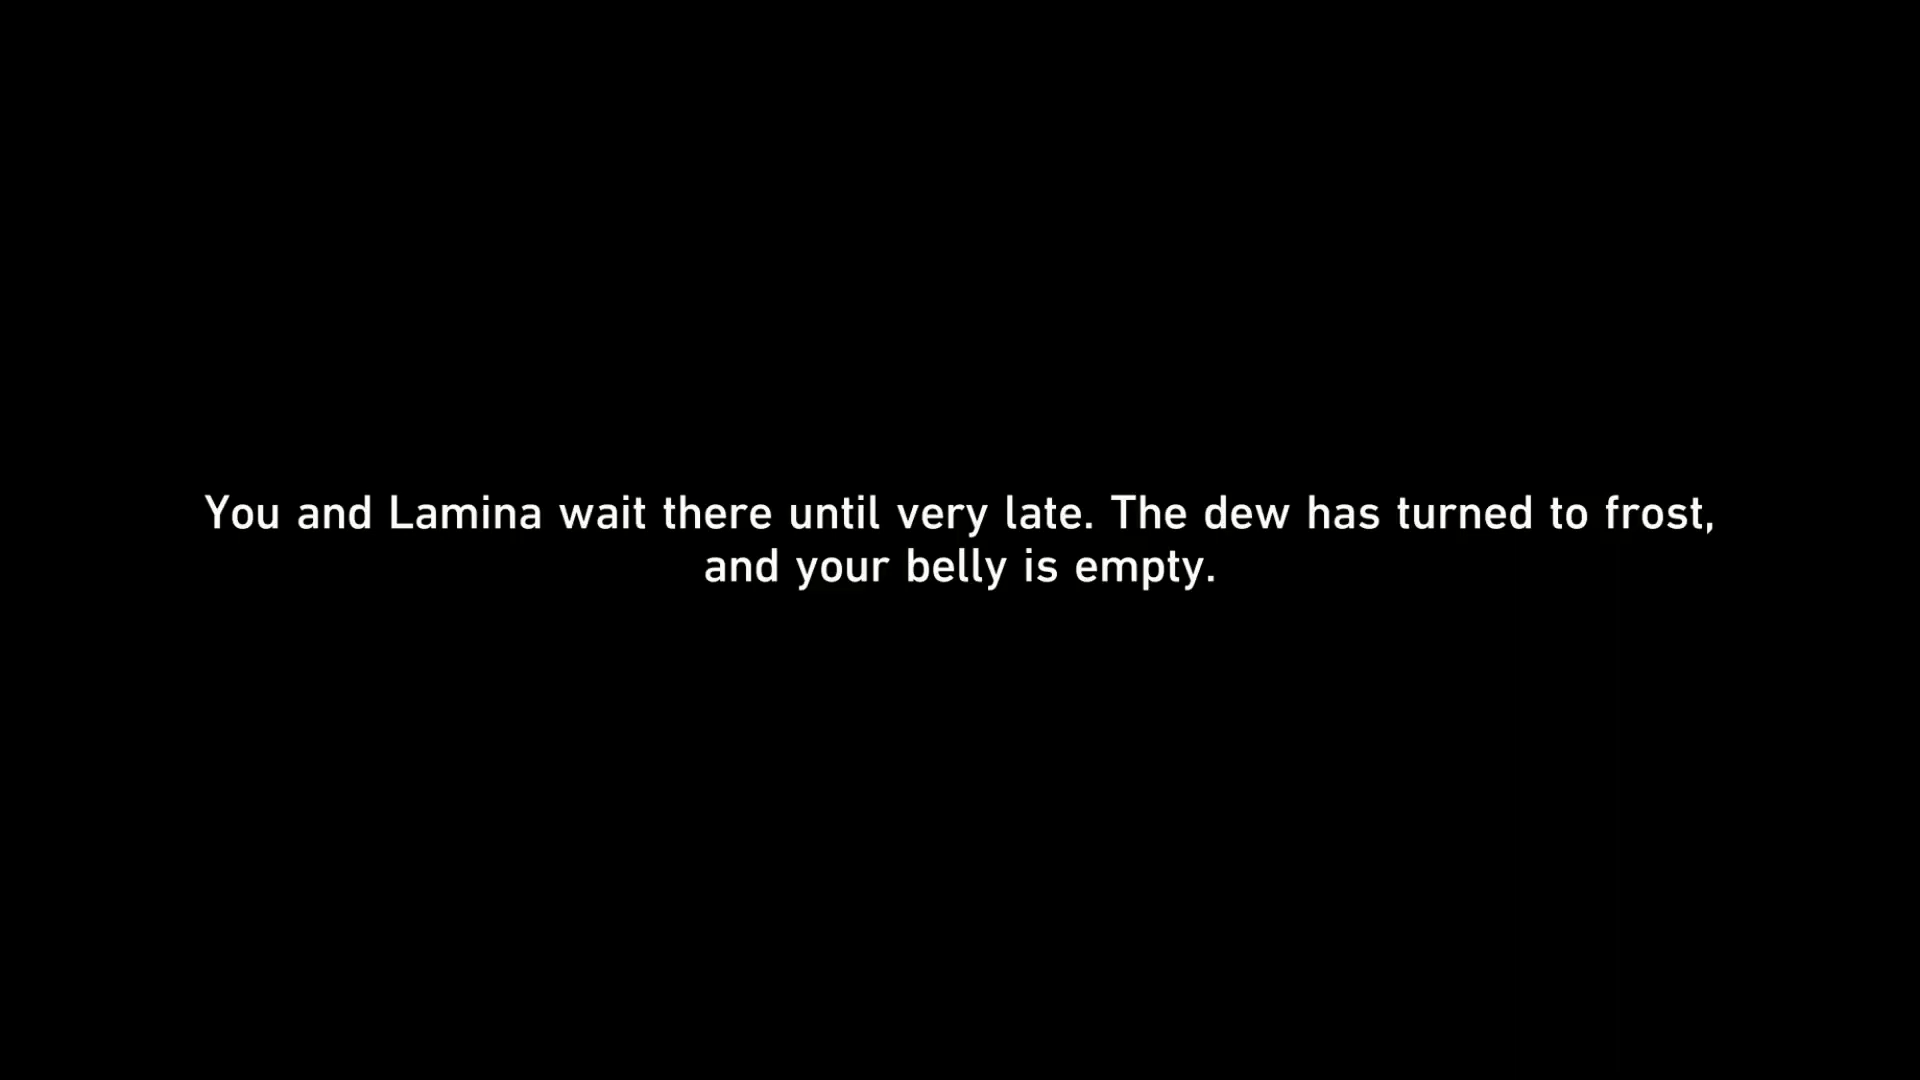 You and Lamina wait there until very late. The dew has turned to frost,
and your belly is empty.